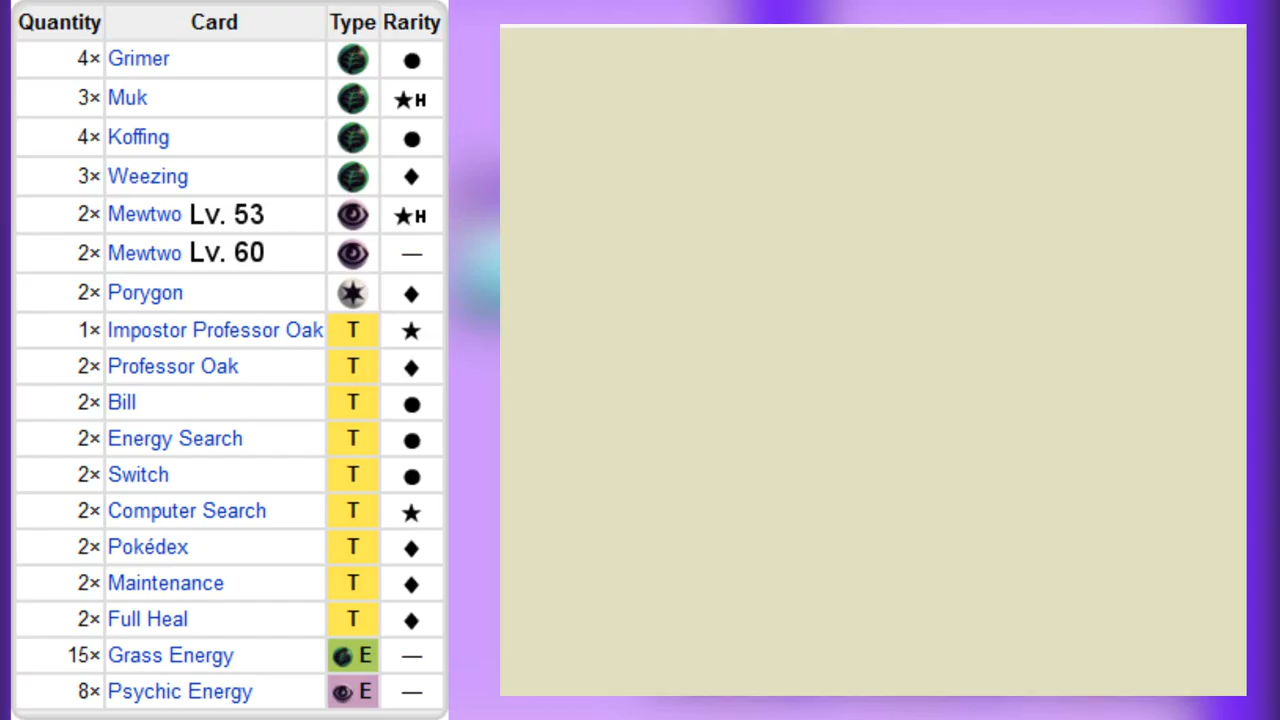 Quantity Card Type Rarity
4× Grimer
3× Muk ★H
4× Koffing
3× Weezing
2× Mewtwo Lv. 53 ★H
2× Mewtwo Lv. 60 —
2× Porygon
1× Impostor Professor Oak T ★
2× Professor Oak T ♦
2× Bill T ●
2× Energy Search T ●
2× Switch T ●
2× Computer Search T ★
2× Pokédex T ♦
2× Maintenance T ♦
2× Full Heal T ♦
15× Grass Energy E —
8× Psychic Energy E —